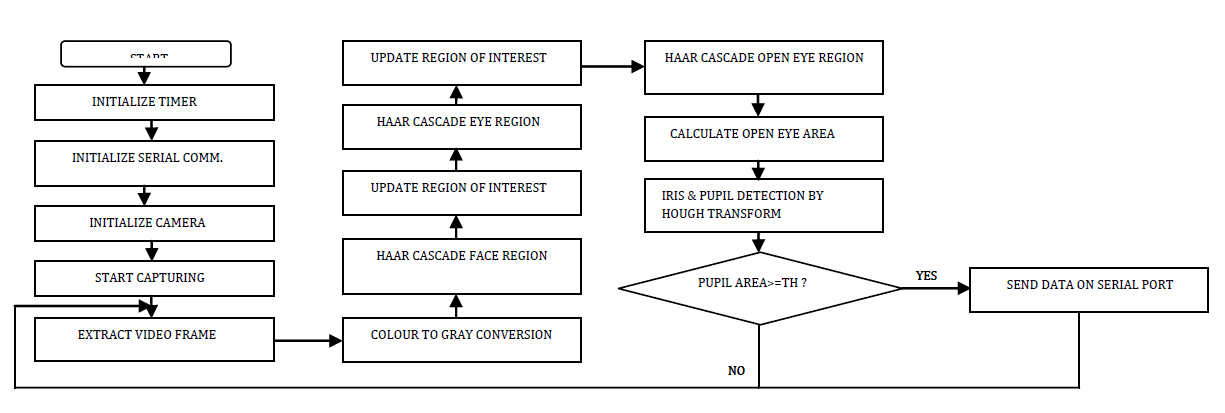 START
INITIALIZE TIMER
INITIALIZE SERIAL COMM.
INITIALIZE CAMERA
START CAPTURING
EXTRACT VIDEO FRAME
COLOUR TO GRAY CONVERSION
HAAR CASCADE FACE REGION
UPDATE REGION OF INTEREST
HAAR CASCADE EYE REGION
UPDATE REGION OF INTEREST
HAAR CASCADE OPEN EYE REGION
CALCULATE OPEN EYE AREA
IRIS & PUPIL DETECTION BY
HOUGH TRANSFORM
PUPIL AREA>=TH ?
YES
SEND DATA ON SERIAL PORT
NO